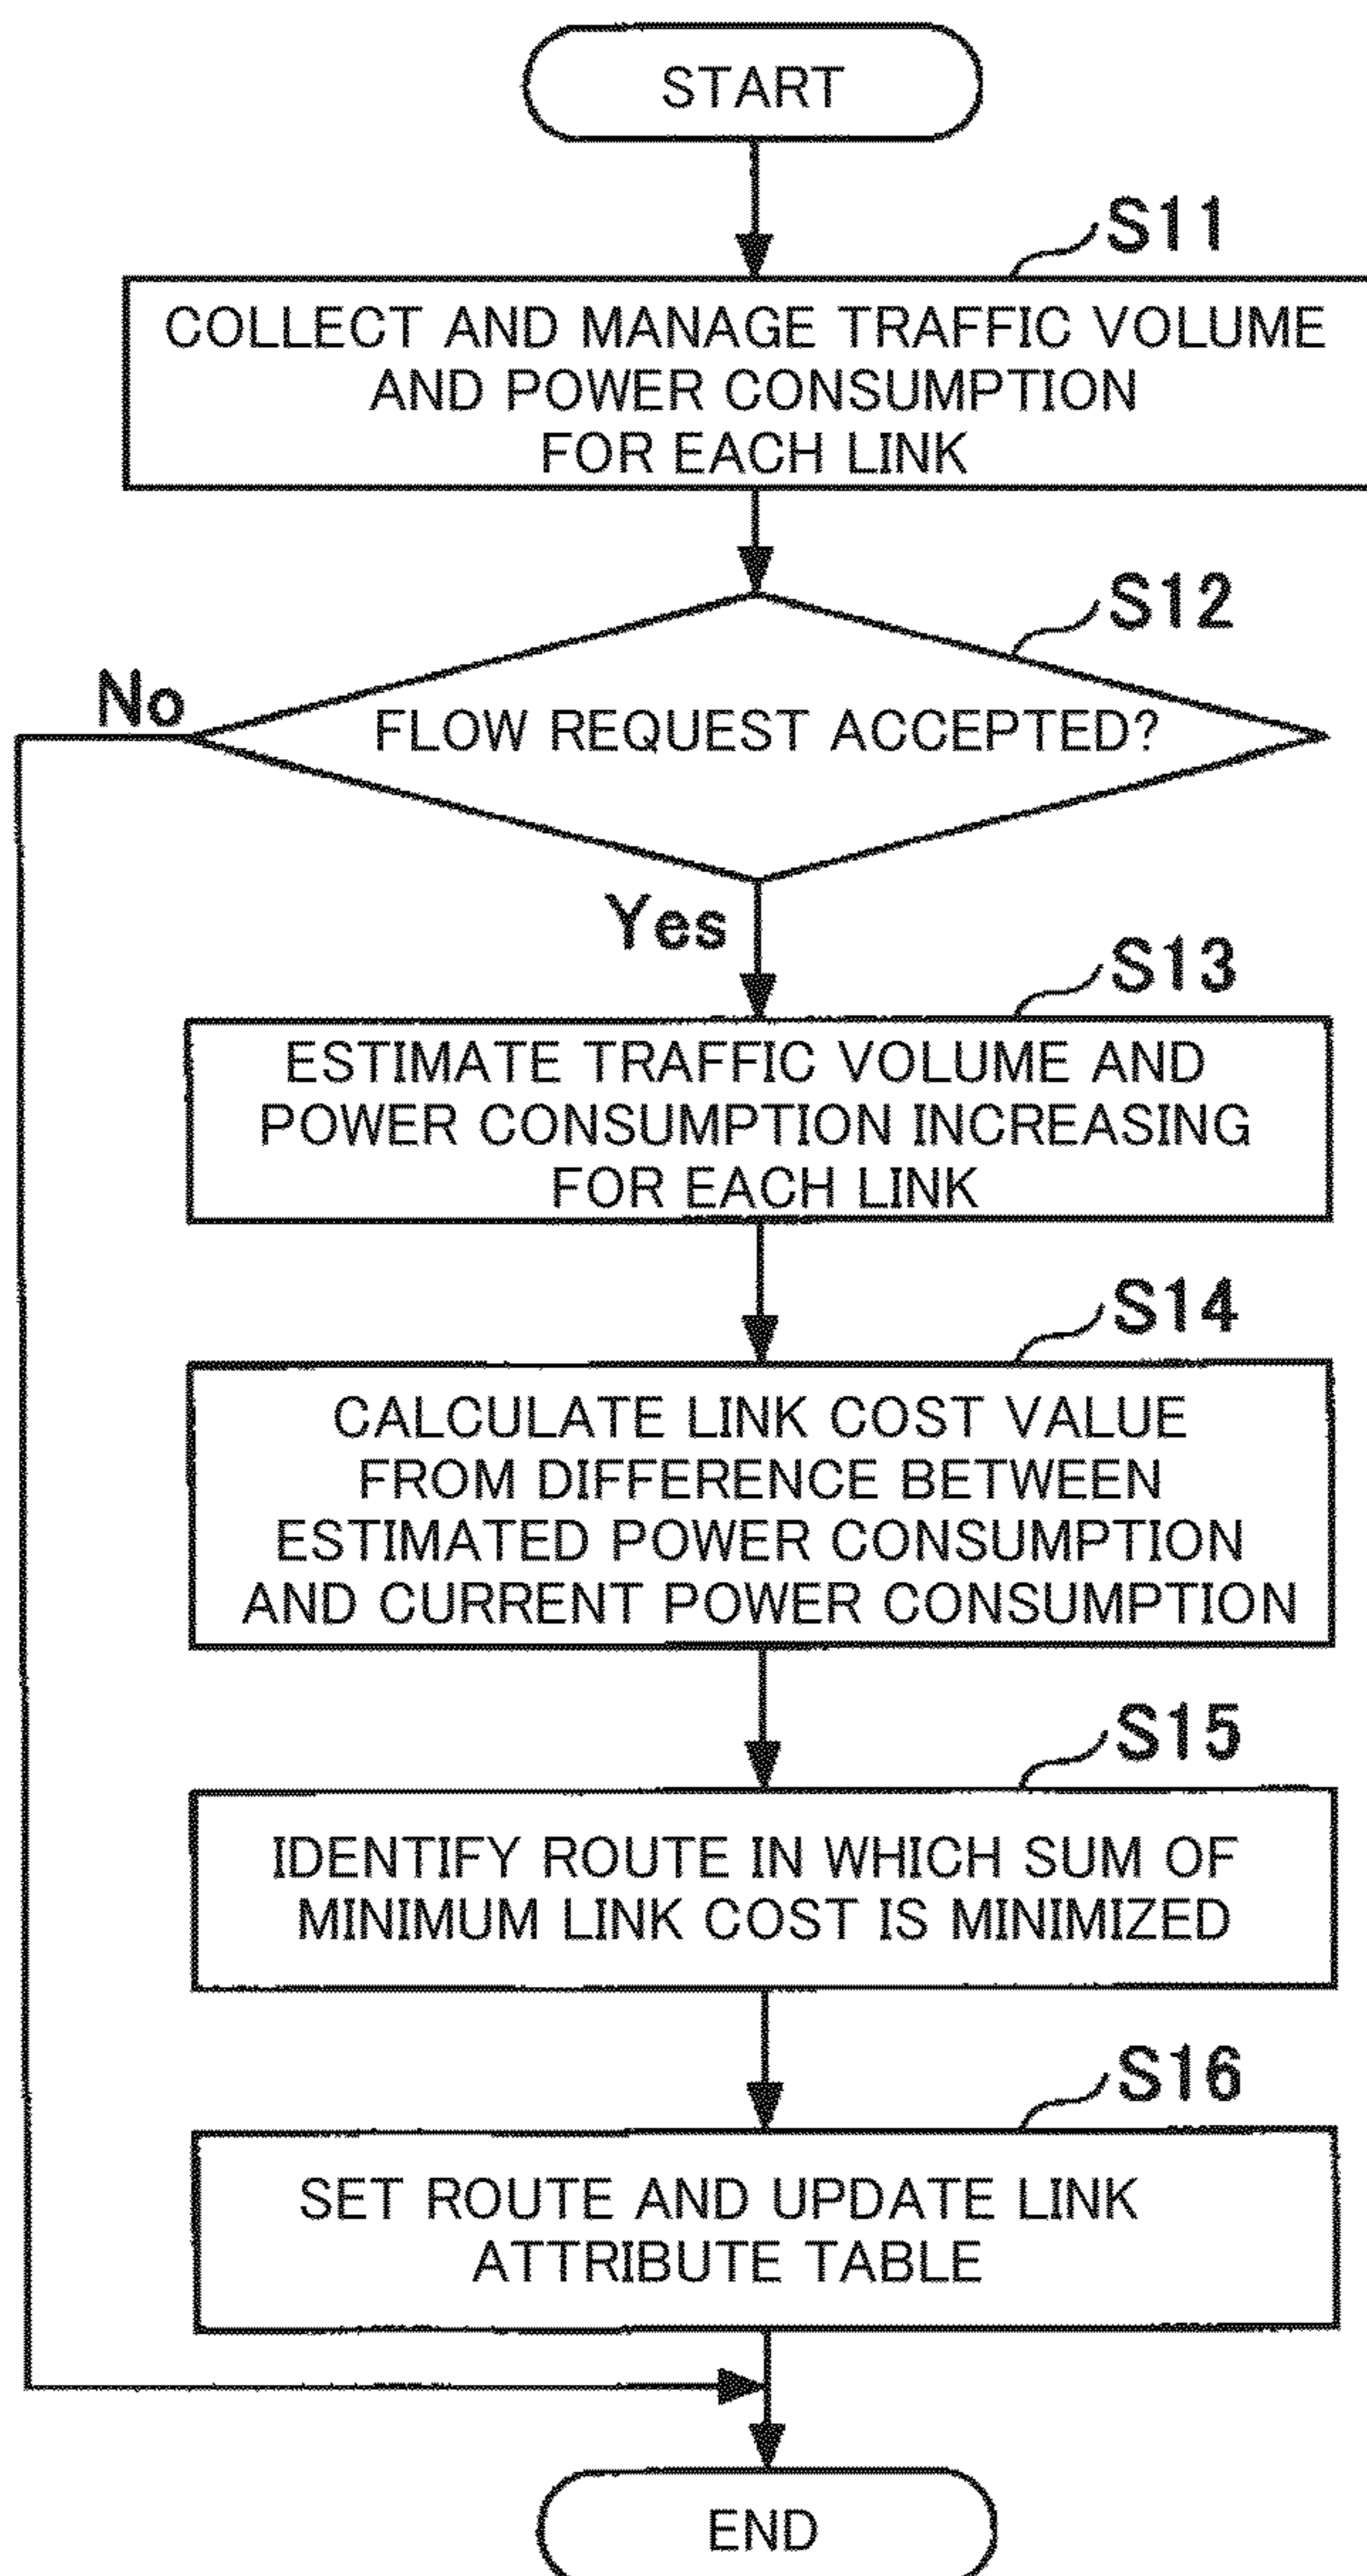 START
S11
COLLECT AND MANAGE TRAFFIC VOLUME
AND POWER CONSUMPTION
FOR EACH LINK
S12
No
FLOW REQUEST ACCEPTED?
Yes
S13
ESTIMATE TRAFFIC VOLUME AND
POWER CONSUMPTION INCREASING
FOR EACH LINK
S14
CALCULATE LINK COST VALUE
FROM DIFFERENCE BETWEEN
ESTIMATED POWER CONSUMPTION
AND CURRENT POWER CONSUMPTION
S15
IDENTIFY ROUTE IN WHICH SUM OF
MINIMUM LINK COST IS MINIMIZED
S16
SET ROUTE AND UPDATE LINK
ATTRIBUTE TABLE
END